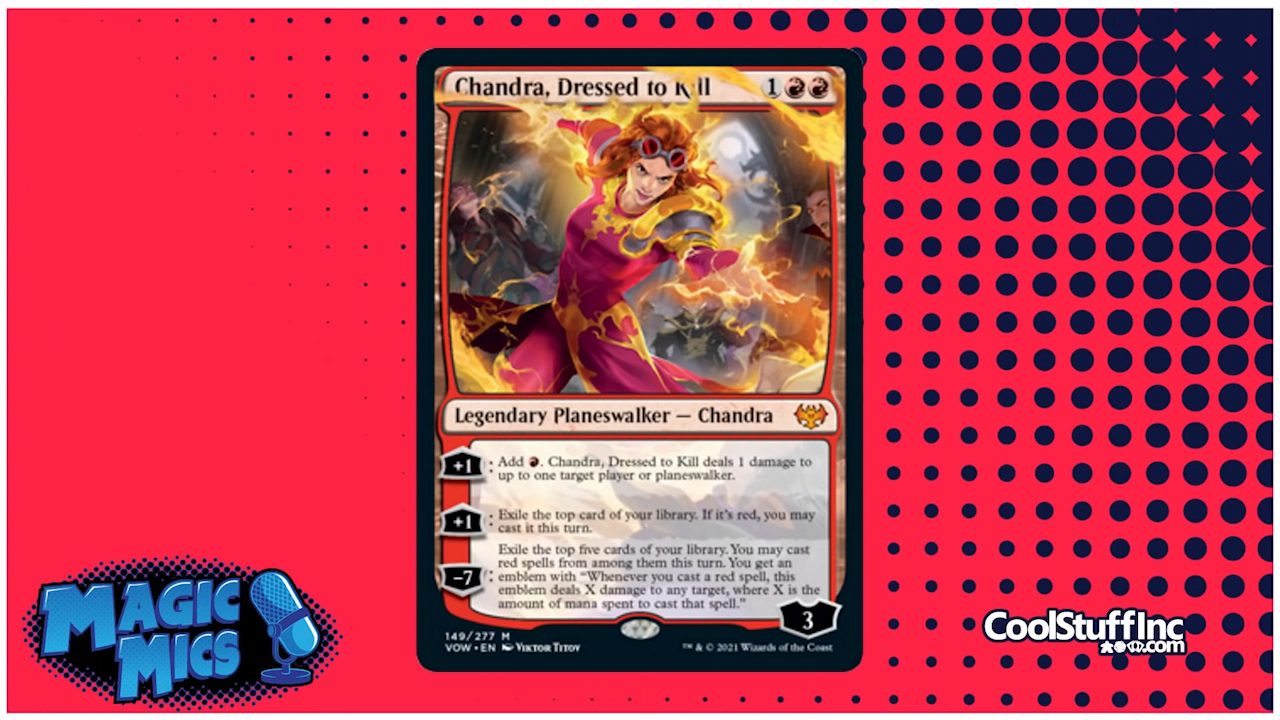 Chandra, Dressed to Kill 1
Legendary Planeswalker — Chandra
+1 : Add R. Chandra, Dressed to Kill deals 1 damage to
up to one target player or planeswalker.
+1 : Exile the top card of your library. If it's red, you may
cast it this turn.
Exile the top five cards of your library. You may cast
red spells from among them this turn. You get an
-7 : emblem with "Whenever you cast a red spell, this
emblem deals X damage to any target, where X is the
amount of mana spent to cast that spell."
3
149/277 M
VOW • EN Viktor Titov
™ & © 2021 Wizards of the Coast
MAGIC
MICS
CoolStuffInc
.com